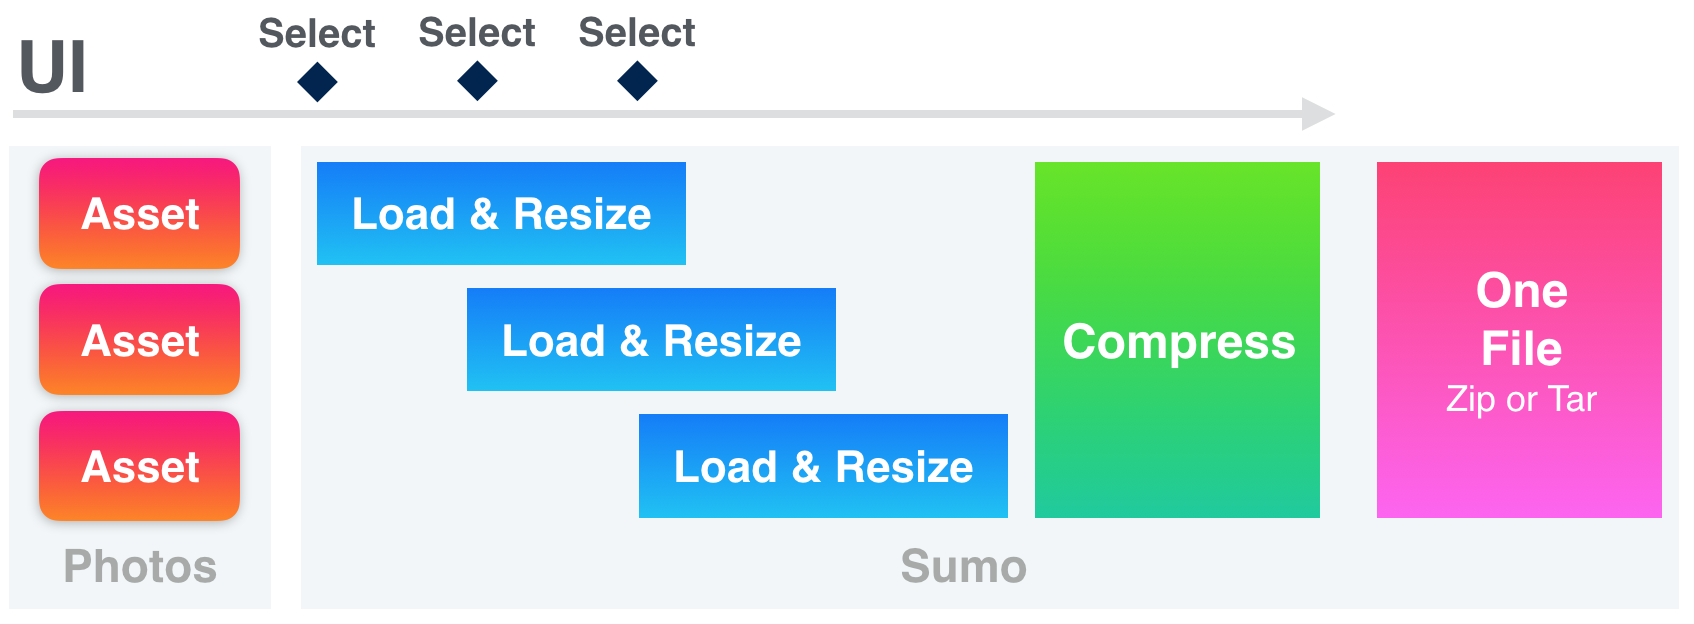 UI
Select
Select
Select
Asset
Load & Resize
Asset
Load & Resize
Asset
Load & Resize
Compress
One
File
Zip or Tar
Photos
Sumo